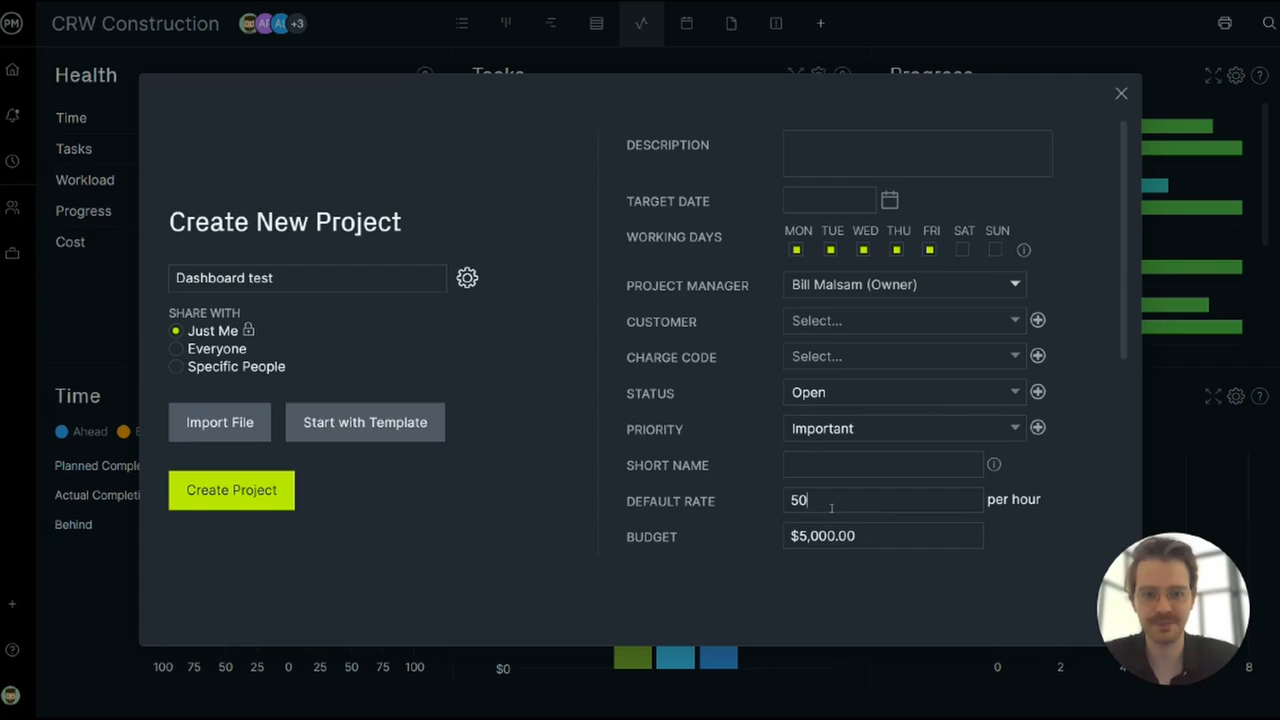 PM
CRW Construction
+3
Health
Time
Tasks
Workload
Progress
Cost
Tasks
Progress
Create New Project
Dashboard test
SHARE WITH
Just Me
Everyone
Specific People
Import File
Start with Template
Create Project
DESCRIPTION
TARGET DATE
WORKING DAYS
MON TUE WED THU FRI SAT SUN
PROJECT MANAGER
Bill Malsam (Owner)
CUSTOMER
Select...
CHARGE CODE
Select...
STATUS
Open
PRIORITY
Important
SHORT NAME
DEFAULT RATE
50
per hour
BUDGET
$5,000.00
Time
Ahead
Planned
Actual
Behind
100 75 50 25 0 25 50 75 100
$0
0 2 4 8